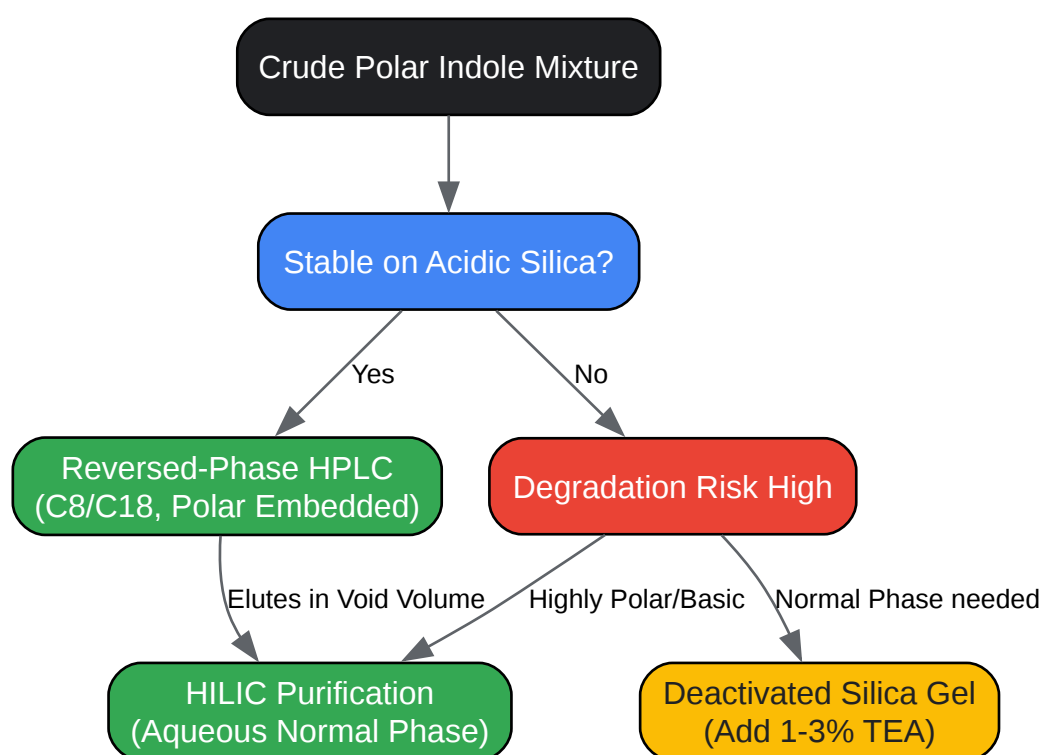 Crude Polar Indole Mixture
Stable on Acidic Silica?
Yes
No
Reversed-Phase HPLC
(C8/C18, Polar Embedded)
Degradation Risk High
Elutes in Void Volume
Highly Polar/Basic
Normal Phase needed
HILIC Purification
(Aqueous Normal Phase)
Deactivated Silica Gel
(Add 1-3% TEA)